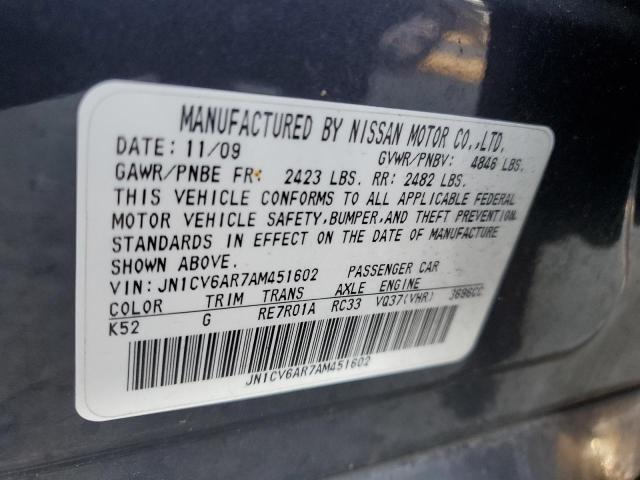 MANUFACTURED BY NISSAN MOTOR CO.,LTD.
DATE: 11/09 GVWR/PNBV: 4846 LBS.
GAWR/PNBE FR: 2423 LBS. RR: 2482 LBS.
THIS VEHICLE CONFORMS TO ALL APPLICABLE FEDERAL
MOTOR VEHICLE SAFETY,BUMPER,AND THEFT PREVENTION
STANDARDS IN EFFECT ON THE DATE OF MANUFACTURE
SHOWN ABOVE.
VIN: JN1CV6AR7AM451602 PASSENGER CAR
COLOR TRIM TRANS AXLE ENGINE
K52 G RE7R01A RC33 VQ37(VHR) 3696CC
JN1CV6AR7AM451602